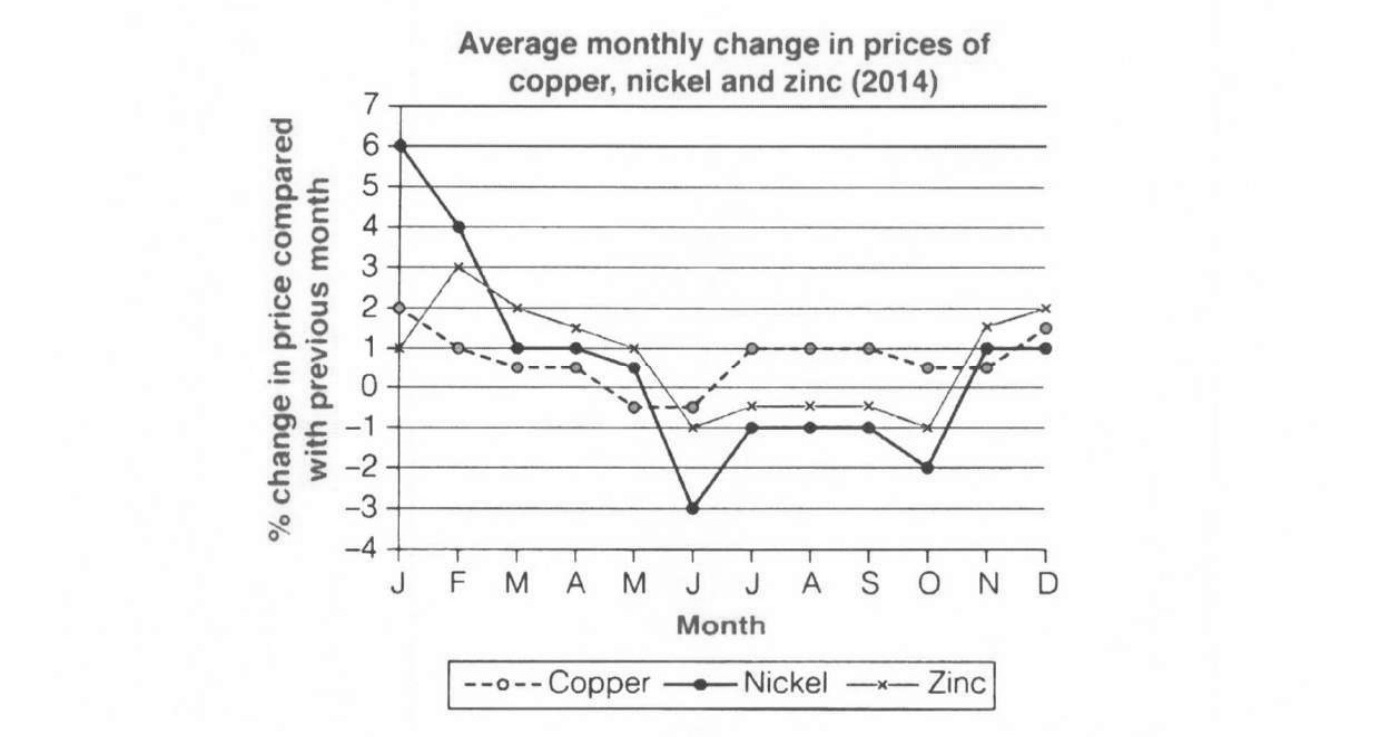 Average monthly change in prices of
copper, nickel and zinc (2014)
% change in price compared
with previous month
7
6
5
4
3
2
1
0
−1
−2
−3
−4
J F M A M J J A S O N D
Month
Copper Nickel Zinc